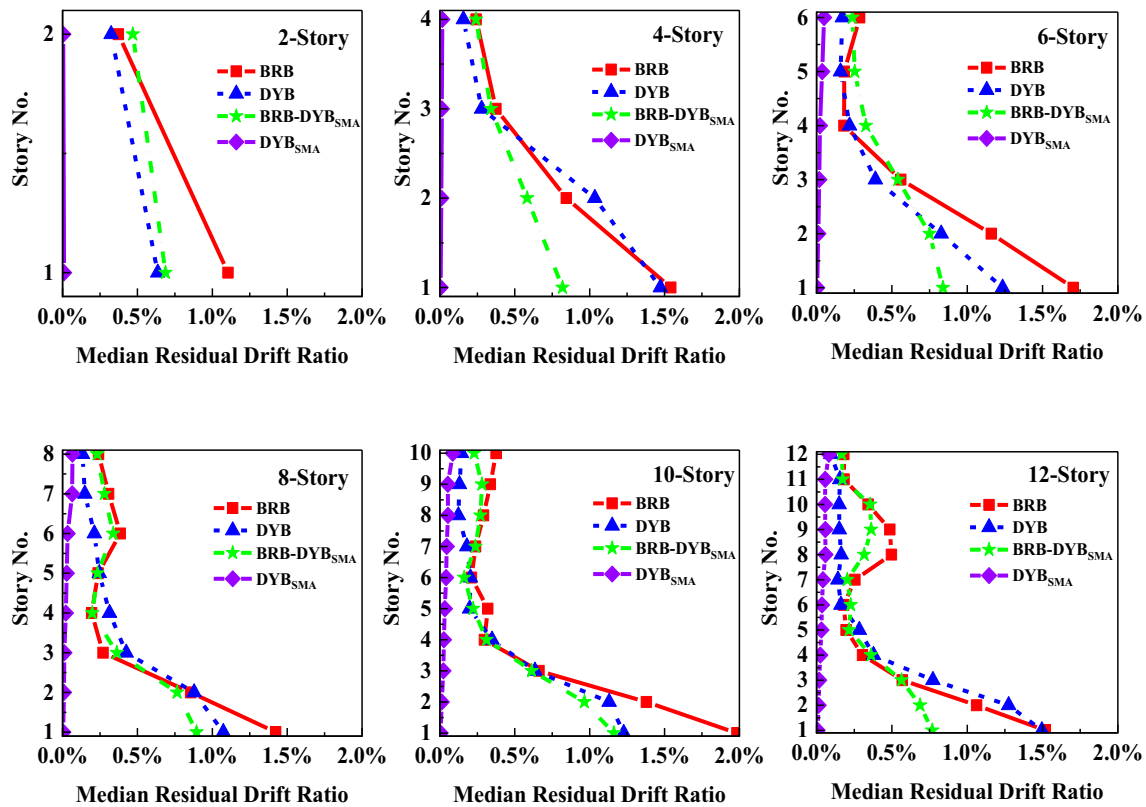 2-Story
BRB
DYB
BRB-DYB_SMA
DYB_SMA
2
1
Story No.
0.0% 0.5% 1.0% 1.5% 2.0%
Median Residual Drift Ratio
4-Story
BRB
DYB
BRB-DYB_SMA
DYB_SMA
4
3
2
1
Story No.
0.0% 0.5% 1.0% 1.5% 2.0%
Median Residual Drift Ratio
6-Story
BRB
DYB
BRB-DYB_SMA
DYB_SMA
6
5
4
3
2
1
Story No.
0.0% 0.5% 1.0% 1.5% 2.0%
Median Residual Drift Ratio
8-Story
BRB
DYB
BRB-DYB_SMA
DYB_SMA
8
7
6
5
4
3
2
1
Story No.
0.0% 0.5% 1.0% 1.5% 2.0%
Median Residual Drift Ratio
10-Story
BRB
DYB
BRB-DYB_SMA
DYB_SMA
10
9
8
7
6
5
4
3
2
1
Story No.
0.0% 0.5% 1.0% 1.5% 2.0%
Median Residual Drift Ratio
12-Story
BRB
DYB
BRB-DYB_SMA
DYB_SMA
12
11
10
9
8
7
6
5
4
3
2
1
Story No.
0.0% 0.5% 1.0% 1.5% 2.0%
Median Residual Drift Ratio